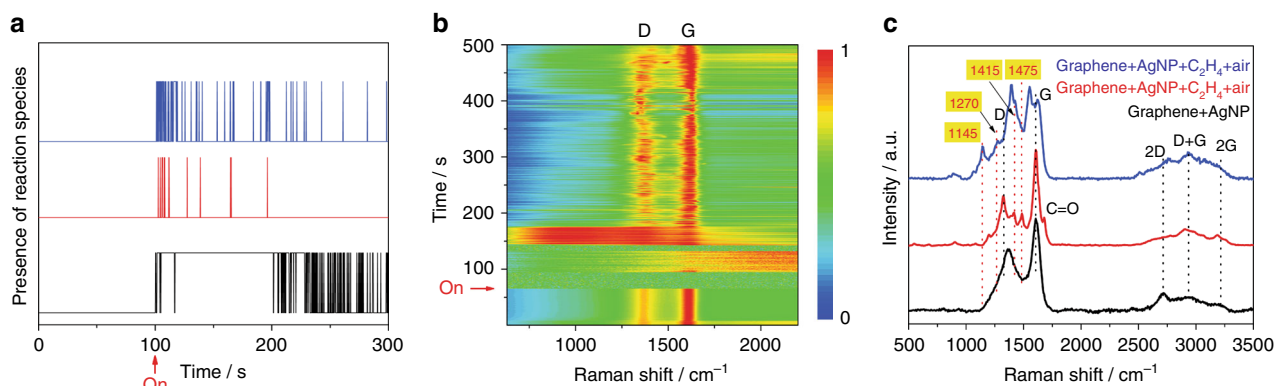 a
Presence of reaction species
0
100
200
300
On
Time / s
b
D
G
500
400
300
200
100
0
Time / s
On
1000
1500
2000
Raman shift / cm⁻¹
1
0
c
Graphene+AgNP+C₂H₄+air
Graphene+AgNP+C₂H₄+air
Graphene+AgNP
1415
1475
1270
1145
D
G
C=O
2D
D+G
2G
Intensity / a.u.
500
1000
1500
2000
2500
3000
3500
Raman shift / cm⁻¹